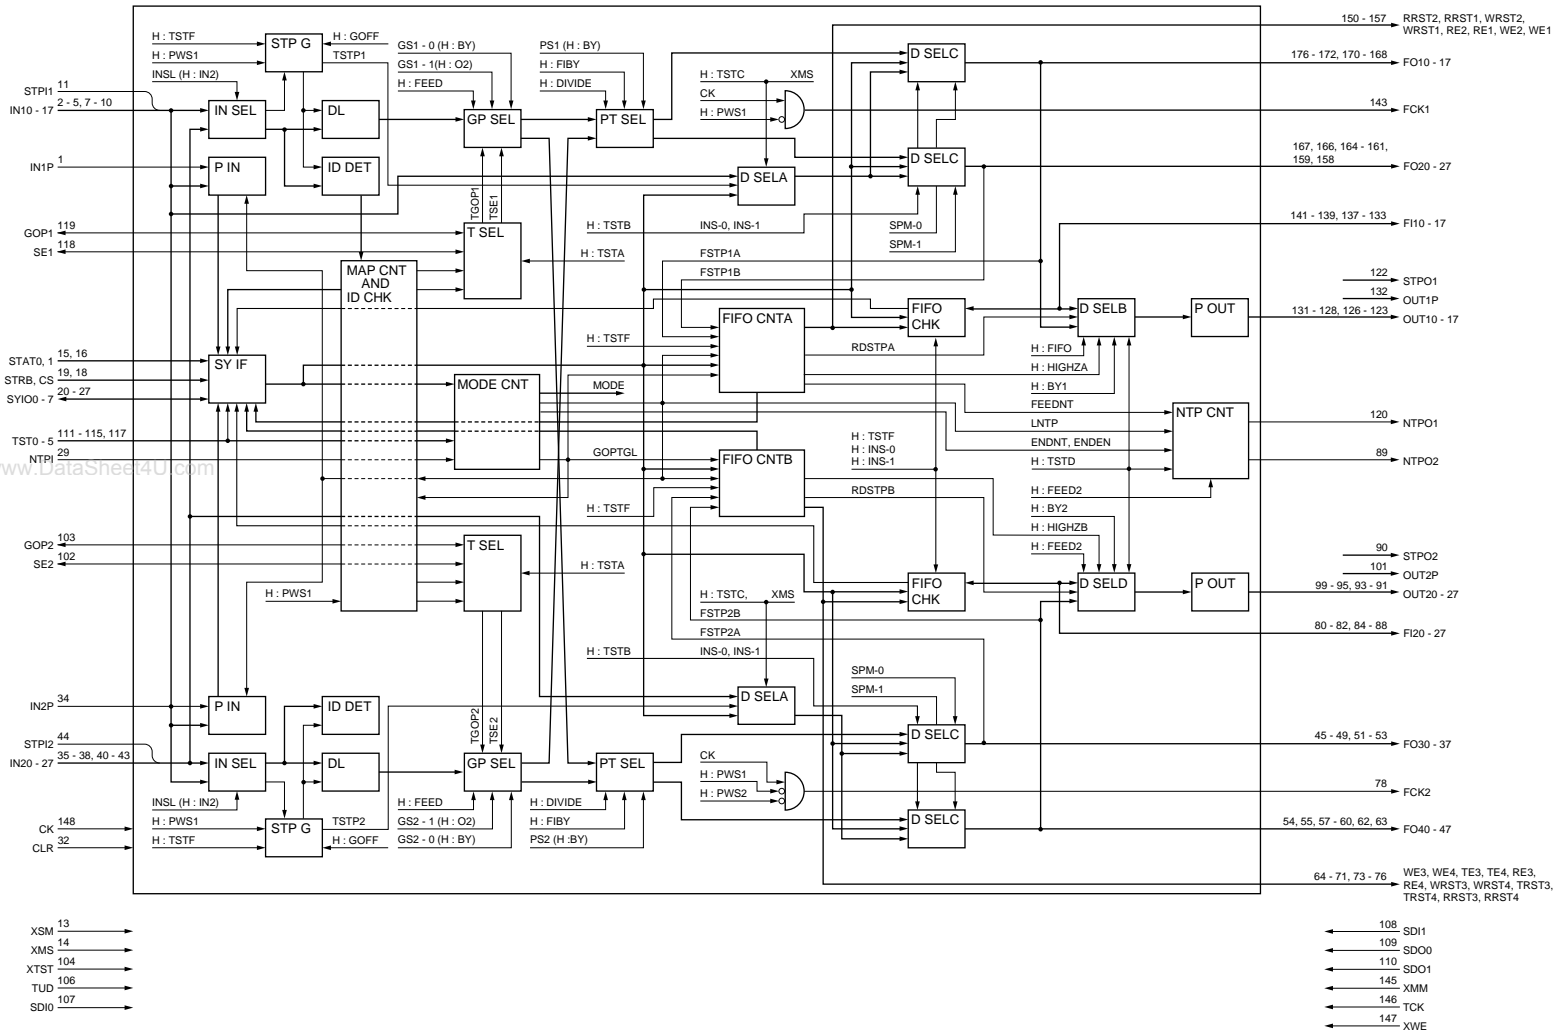 H : TSTF
H : PWS1
INSL (H : IN2)
STP G
H : GOFF
TSTP1
GS1 - 0 (H : BY)
GS1 - 1(H : O2)
H : FEED
PS1 (H : BY)
H : FIBY
H : DIVIDE
D SELC
150 - 157
RRST2, RRST1, WRST2,
WRST1, RE2, RE1, WE2, WE1
176 - 172, 170 - 168
FO10 - 17
STPI1
11
IN10 - 17
2 - 5, 7 - 10
IN SEL
DL
GP SEL
PT SEL
H : TSTC
XMS
CK
H : PWS1
143
FCK1
IN1P
1
P IN
ID DET
D SELA
D SELC
167, 166, 164 - 161,
159, 158
FO20 - 27
TGOP1
TSE1
GOP1
119
SE1
118
T SEL
H : TSTB
INS-0, INS-1
SPM-0
SPM-1
141 - 139, 137 - 133
FI10 - 17
H : TSTA
FSTP1A
FSTP1B
MAP CNT
AND
ID CHK
122
STPO1
132
OUT1P
131 - 128, 126 - 123
OUT10 - 17
FIFO CNTA
FIFO
CHK
D SELB
P OUT
H : TSTF
RDSTPA
H : FIFO
H : HIGHZA
H : BY1
STAT0, 1
15, 16
STRB, CS
19, 18
SYIO0 - 7
20 - 27
SY IF
MODE CNT
MODE
FEEDNT
LNTP
ENDNT, ENDEN
H : TSTD
H : FEED2
NTP CNT
120
NTPO1
89
NTPO2
TST0 - 5
111 - 115, 117
NTPI
29
www.DataSheet4U.com
GOPTGL
FIFO CNTB
H : TSTF
H : INS-0
H : INS-1
RDSTPB
H : TSTF
H : BY2
H : HIGHZB
H : FEED2
GOP2
103
SE2
102
T SEL
H : TSTA
H : PWS1
FIFO
CHK
D SELD
P OUT
90
STPO2
101
OUT2P
99 - 95, 93 - 91
OUT20 - 27
H : TSTC,
XMS
FSTP2B
FSTP2A
80 - 82, 84 - 88
FI20 - 27
H : TSTB
INS-0, INS-1
SPM-0
SPM-1
IN2P
34
P IN
ID DET
TGOP2
TSE2
D SELA
D SELC
STPI2
44
IN20 - 27
35 - 38, 40 - 43
IN SEL
DL
GP SEL
PT SEL
45 - 49, 51 - 53
FO30 - 37
CK
H : PWS1
H : PWS2
78
FCK2
INSL (H : IN2)
H : PWS1
H : TSTF
STP G
TSTP2
H : GOFF
H : FEED
GS2 - 1 (H : O2)
GS2 - 0 (H : BY)
H : DIVIDE
H : FIBY
PS2 (H :BY)
D SELC
54, 55, 57 - 60, 62, 63
FO40 - 47
CK
148
CLR
32
64 - 71, 73 - 76
WE3, WE4, TE3, TE4, RE3,
RE4, WRST3, WRST4, TRST3,
TRST4, RRST3, RRST4
XSM
13
XMS
14
XTST
104
TUD
106
SDI0
107
108
SDI1
109
SDO0
110
SDO1
145
XMM
146
TCK
147
XWE